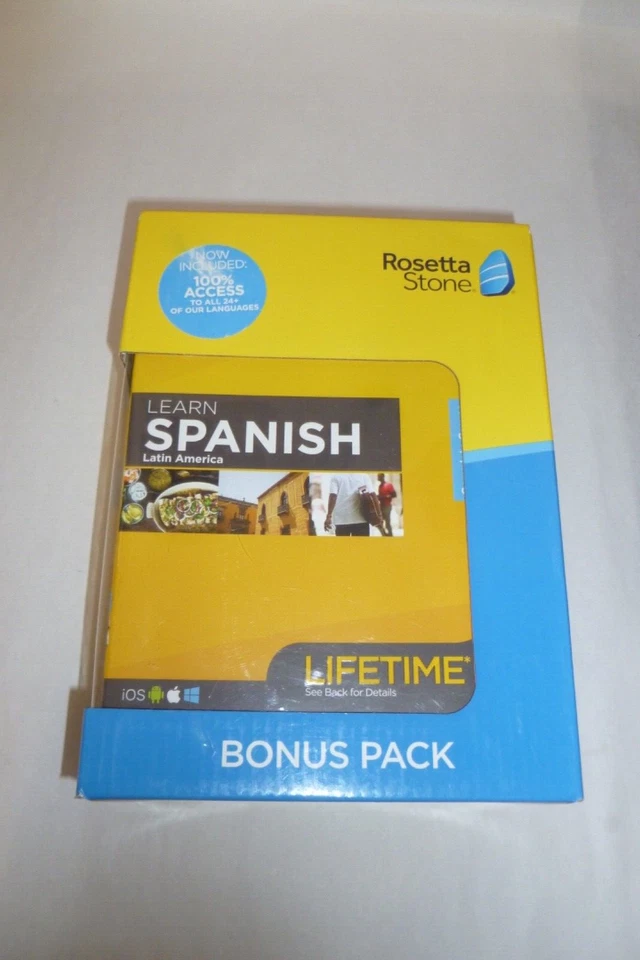 NOW
INCLUDED:
100%
ACCESS
TO ALL 24+
OF OUR LANGUAGES
Rosetta
Stone
LEARN
SPANISH
Latin America
LIFETIME*
See Back for Details
iOS
BONUS PACK